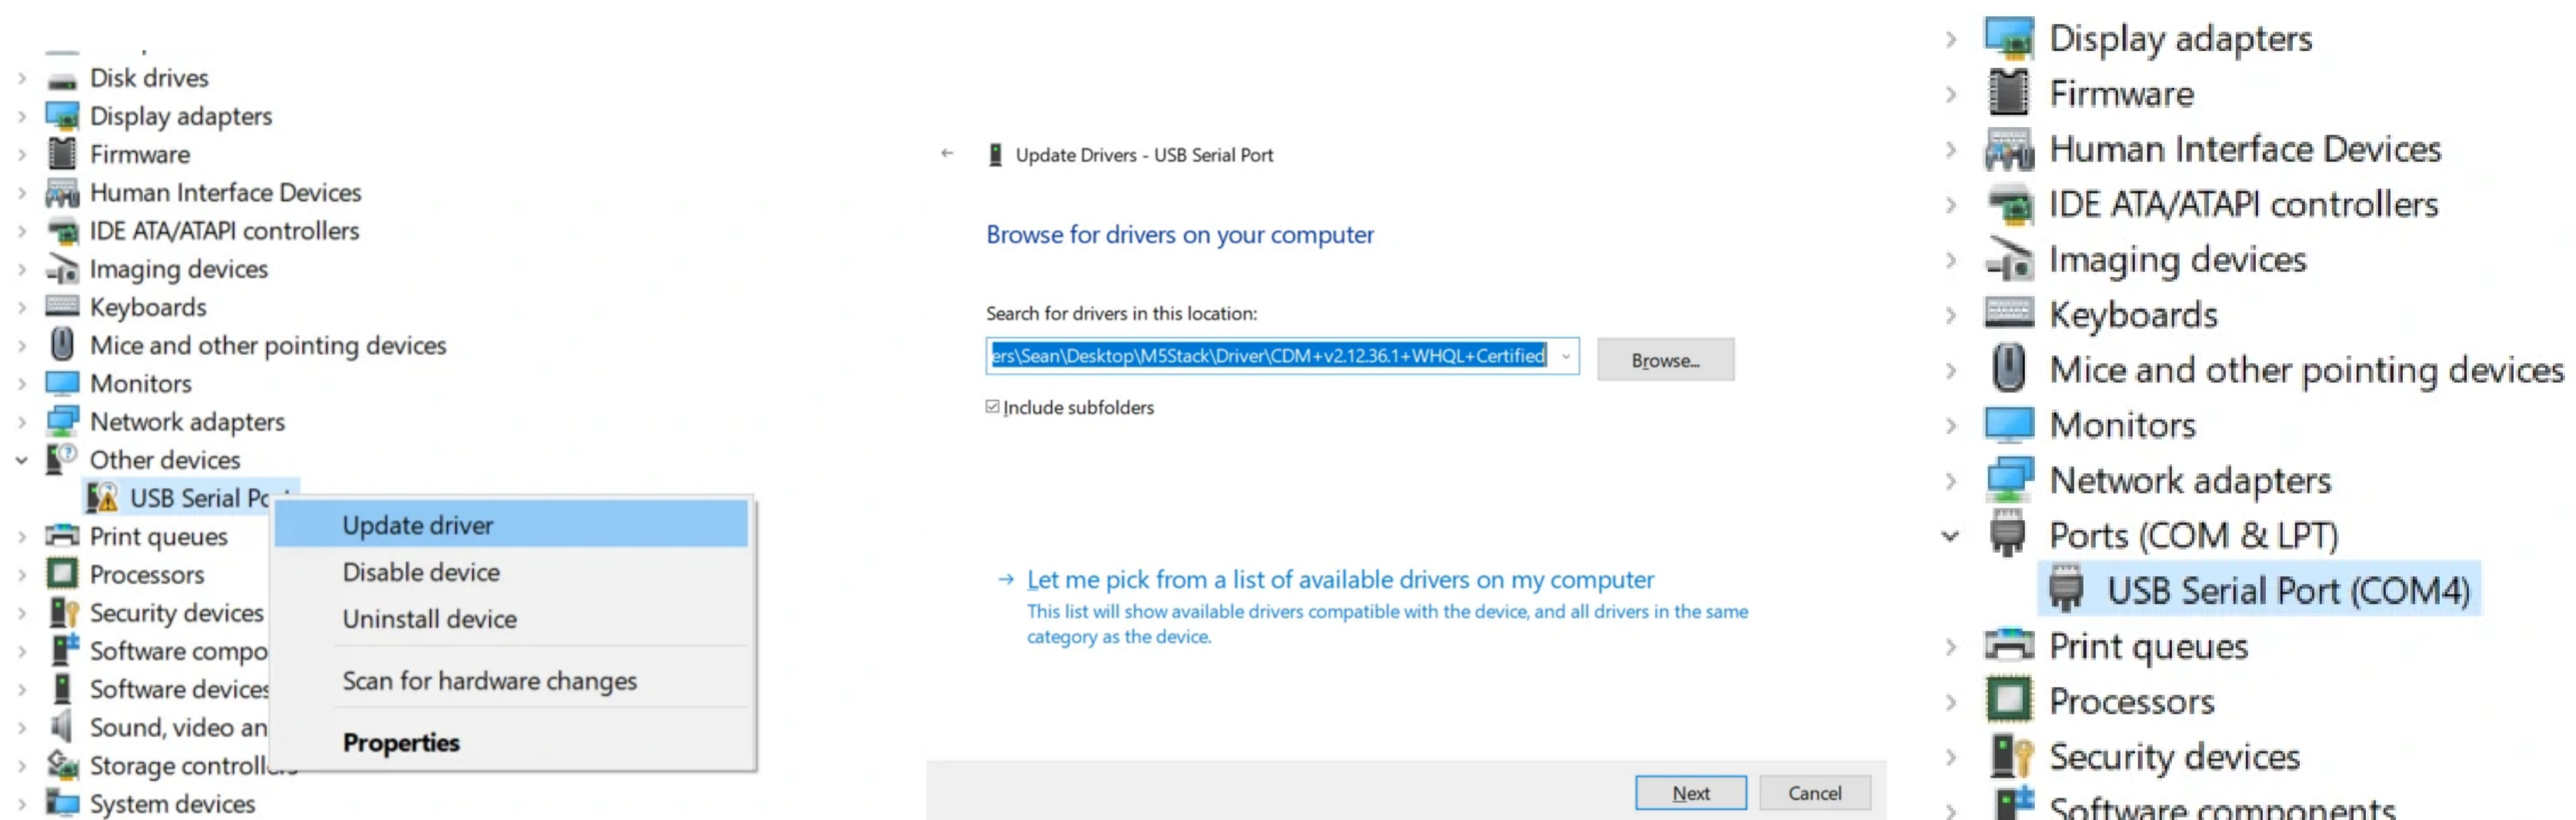 Disk drives
Display adapters
Firmware
Human Interface Devices
IDE ATA/ATAPI controllers
Imaging devices
Keyboards
Mice and other pointing devices
Monitors
Network adapters
Other devices
USB Serial
Print queues
Processors
Security devices
Software compo
Software devices
Sound, video an
Storage
System devices
Update driver
Disable device
Uninstall device
Scan for hardware changes
Properties
Update Drivers - USB Serial Port
Browse for drivers on your computer
Search for drivers in this location:
ers\Sean\Desktop\M5Stack\Driver\CDM+v2.12.36.1+WHQL+Certified
Browse...
Include subfolders
Let me pick from a list of available drivers on my computer
This list will show available drivers compatible with the device, and all drivers in the same
category as the device.
Next
Cancel
Display adapters
Firmware
Human Interface Devices
IDE ATA/ATAPI controllers
Imaging devices
Keyboards
Mice and other pointing devices
Monitors
Network adapters
Ports (COM & LPT)
USB Serial Port (COM4)
Print queues
Processors
Security devices
Software components